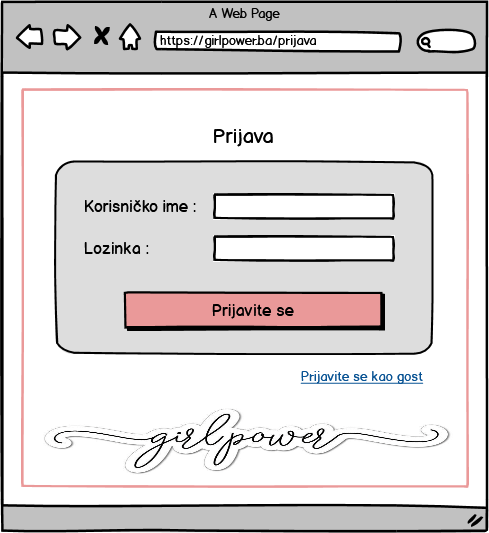 A Web Page
https://girlpower.ba/prijava
Prijava
Korisničko ime :
Lozinka :
Prijavite se
Prijavite se kao gost
girlpower